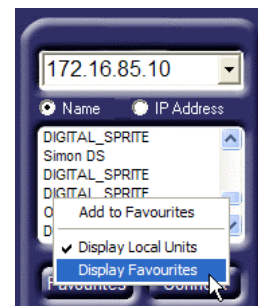 172.16.85.10
Name IP Address
DIGITAL_SPRITE
Simon DS
DIGITAL_SPRITE
DIGITAL_SPRITE
O
D
Add to Favourites
Display Local Units
Display Favourites
Favourites